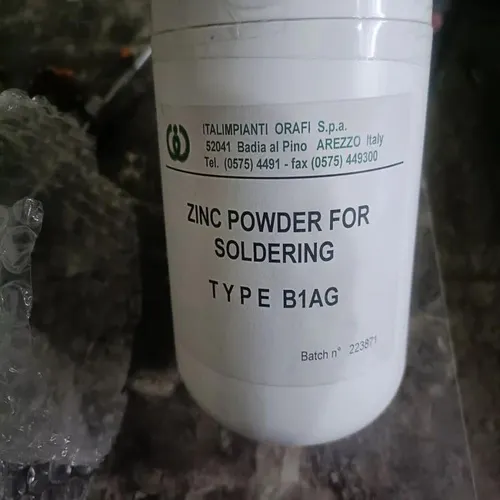 ITALIMPIANTI ORAFI S.p.a.
52041 Badia al Pino AREZZO Italy
Tel. (0575) 4491 - fax (0575) 449300
ZINC POWDER FOR
SOLDERING
TYPE B1AG
Batch n° 223871